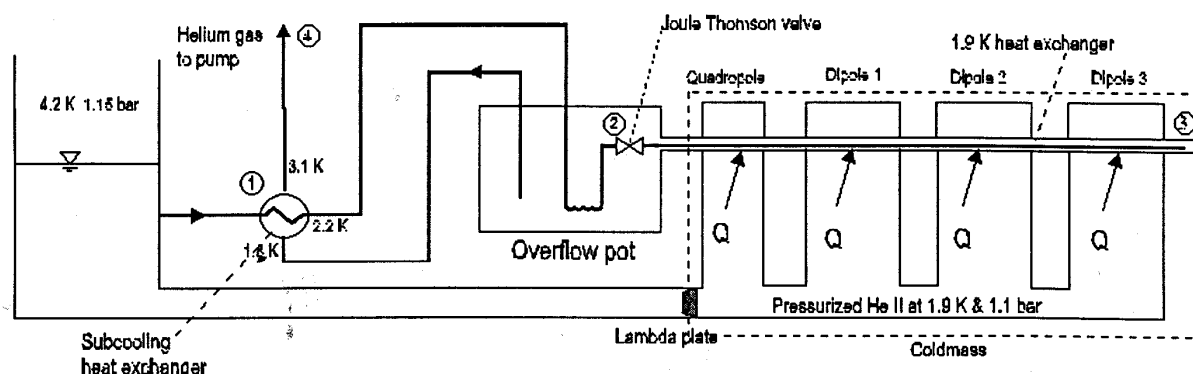 Joule Thomson valve
Helium gas
to pump
4
1.9 K heat exchanger
Quadropole
Dipole 1
Dipole 2
Dipole 3
4.2 K 1.15 bar
2
3
3.1 K
1
2.2 K
1.8 K
Q
Q
Q
Q
Overflow pot
Pressurized He II at 1.9 K & 1.1 bar
Subcooling
heat exchanger
Lambda plate
Coldmass